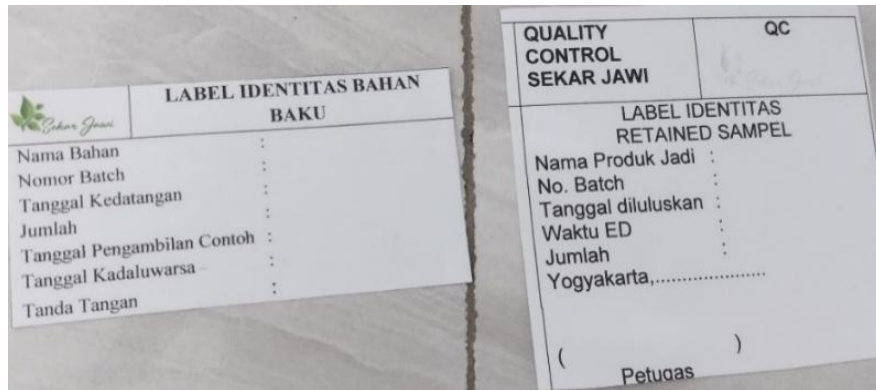 Sekar Jawi
LABEL IDENTITAS BAHAN
BAKU
Nama Bahan :
Nomor Batch :
Tanggal Kedatangan :
Jumlah :
Tanggal Pengambilan Contoh :
Tanggal Kadaluwarsa :
Tanda Tangan :
QUALITY
CONTROL
SEKAR JAWI
QC
Sekar Jawi
LABEL IDENTITAS
RETAINED SAMPEL
Nama Produk Jadi :
No. Batch :
Tanggal diluluskan :
Waktu ED :
Jumlah :
Yogyakarta,......................
( )
Petugas